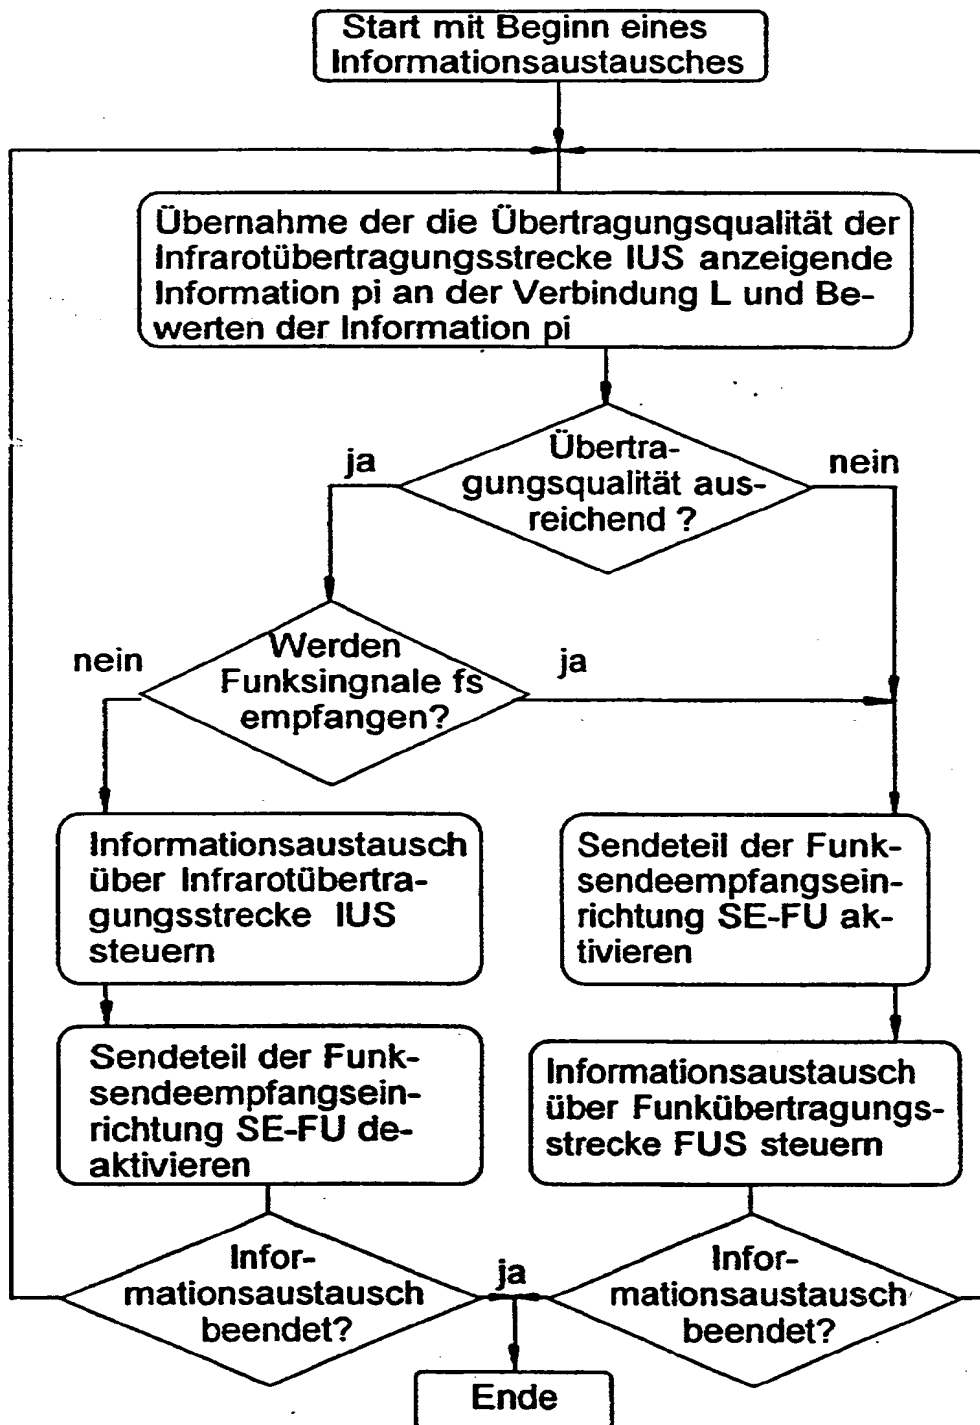 Start mit Beginn eines
Informationsaustausches
Übernahme der die Übertragungsqualität der
Infrarotübertragungsstrecke IUS anzeigende
Information pi an der Verbindung L und Be-
werten der Information pi
Übertra-
gungsqualität aus-
reichend ?
ja
nein
Werden
Funksingnale fs
empfangen?
nein
ja
Informationsaustausch
über Infrarotübertra-
gungsstrecke IUS
steuern
Sendeteil der Funk-
sendeempfangsein-
richtung SE-FU ak-
tivieren
Sendeteil der Funk-
sendeempfangsein-
richtung SE-FU de-
aktivieren
Informationsaustausch
über Funkübertragungs-
strecke FUS steuern
Infor-
mationsaustausch
beendet?
ja
Infor-
mationsaustausch
beendet?
Ende